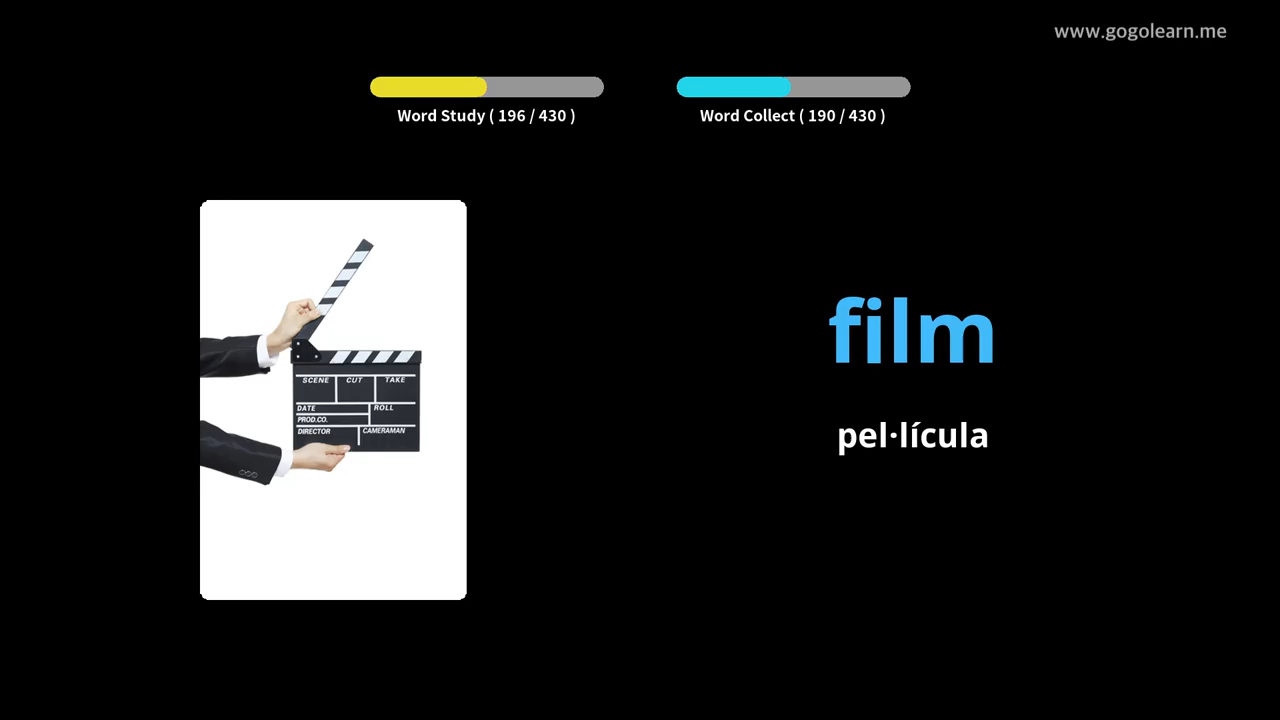 www.gogolearn.me
Word Study ( 196 / 430 )
Word Collect ( 190 / 430 )
SCENE CUT TAKE
DATE ROLL
PROD.CO.
DIRECTOR CAMERAMAN
film
pel·lícula